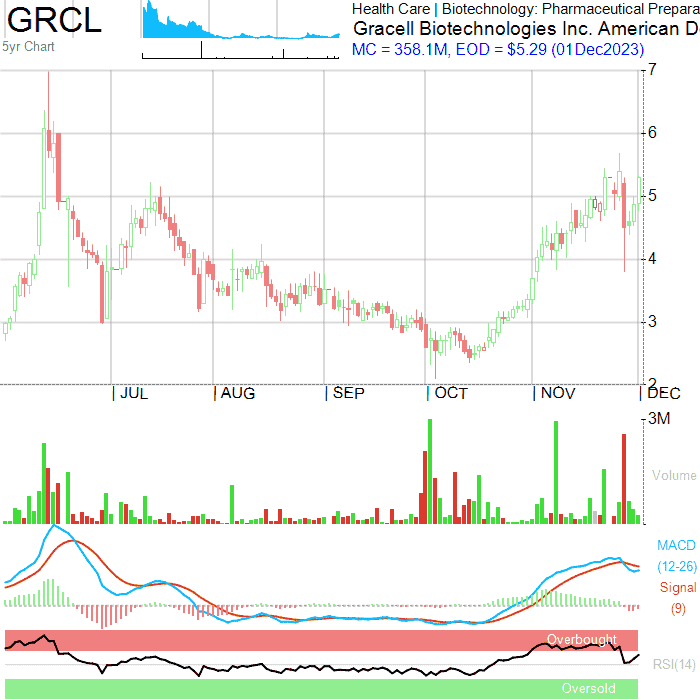 GRCL
5yr Chart
Health Care | Biotechnology: Pharmaceutical Prepara
Gracell Biotechnologies Inc. American D
MC = 358.1M, EOD = $5.29 (01Dec2023)
7
6
5
4
3
2
| JUL | AUG | SEP | OCT | NOV | DEC
3M
Volume
MACD
(12-26)
Signal
(9)
Overbought
RSI(14)
Oversold